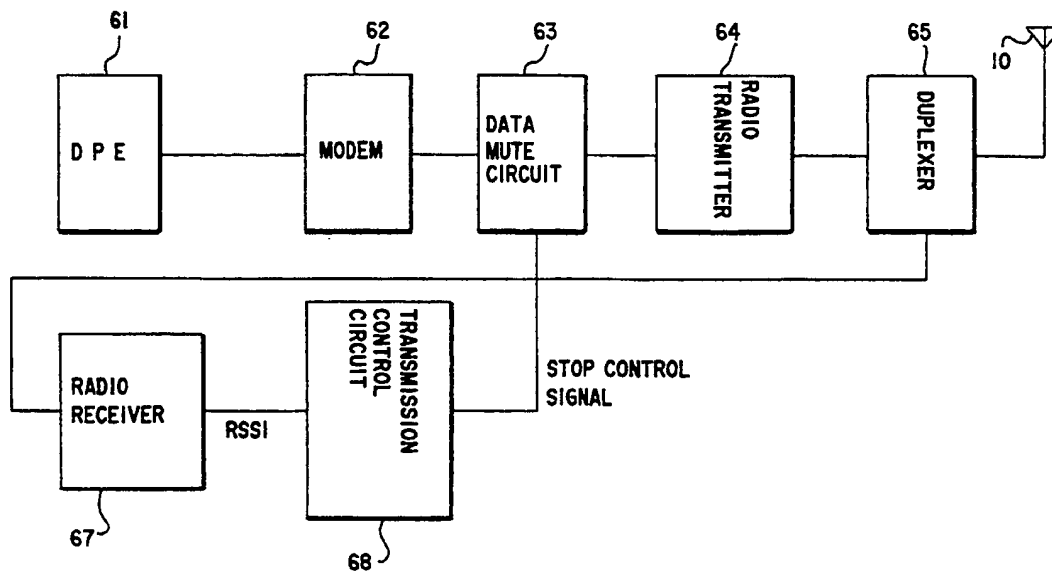 61
62
63
64
65
10
D P E
MODEM
DATA
MUTE
CIRCUIT
RADIO
TRANSMITTER
DUPLEXER
RADIO
RECEIVER
RSSI
TRANSMISSION
CONTROL
CIRCUIT
STOP CONTROL
SIGNAL
67
68